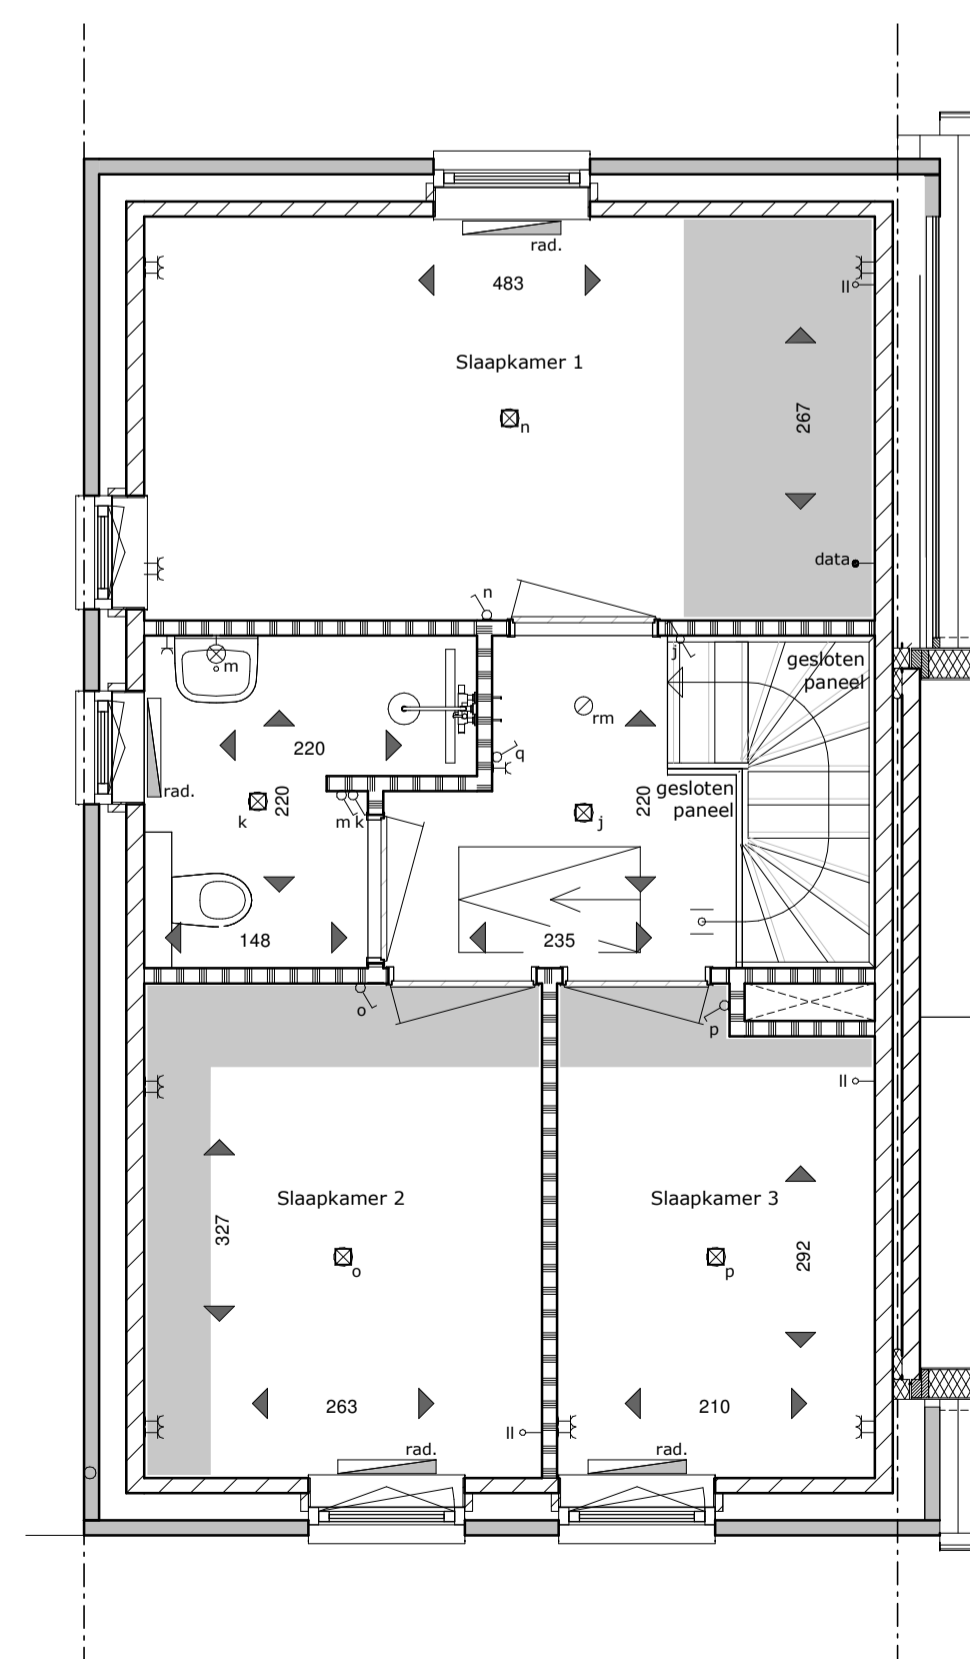 rad.
483
II
Slaapkamer 1
267
n
data
n
j
gesloten
paneel
m
rm
q
220
rad.
220
k
m k
j
220
gesloten
paneel
148
235
o
p
II
Slaapkamer 2
Slaapkamer 3
327
292
o
p
263
210
II
rad.
rad.